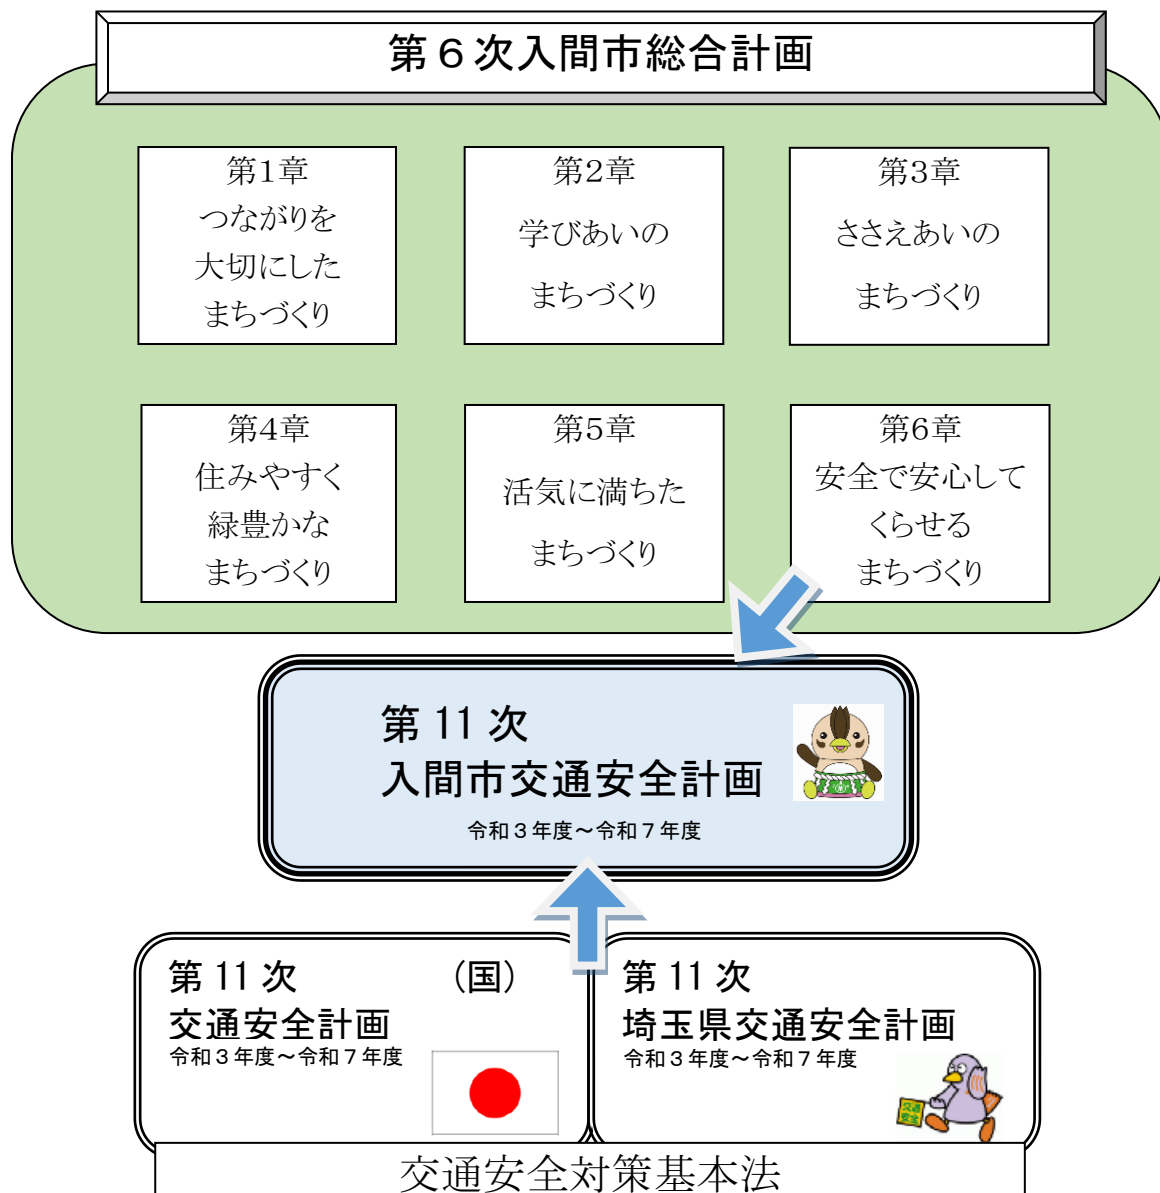 第６次入間市総合計画
第1章
つながりを
大切にした
まちづくり
第2章
学びあいの
まちづくり
第3章
ささえあいの
まちづくり
第4章
住みやすく
緑豊かな
まちづくり
第5章
活気に満ちた
まちづくり
第6章
安全で安心して
くらせる
まちづくり
第 11 次
入間市交通安全計画
令和３年度～令和７年度
第 11 次 （国）
交通安全計画
令和３年度～令和７年度
第 11 次
埼玉県交通安全計画
令和３年度～令和７年度
交通
安全
交通安全対策基本法